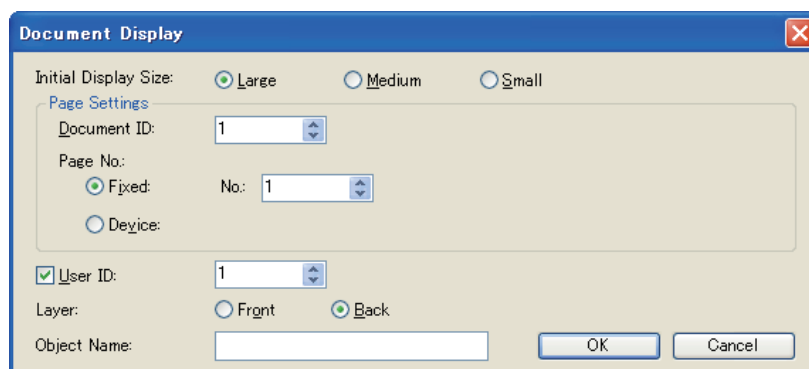 Document Display
Initial Display Size: Large Medium Small
Page Settings
Document ID: 1
Page No.:
Fixed: No.: 1
Device:
User ID: 1
Layer: Front Back
Object Name: OK Cancel